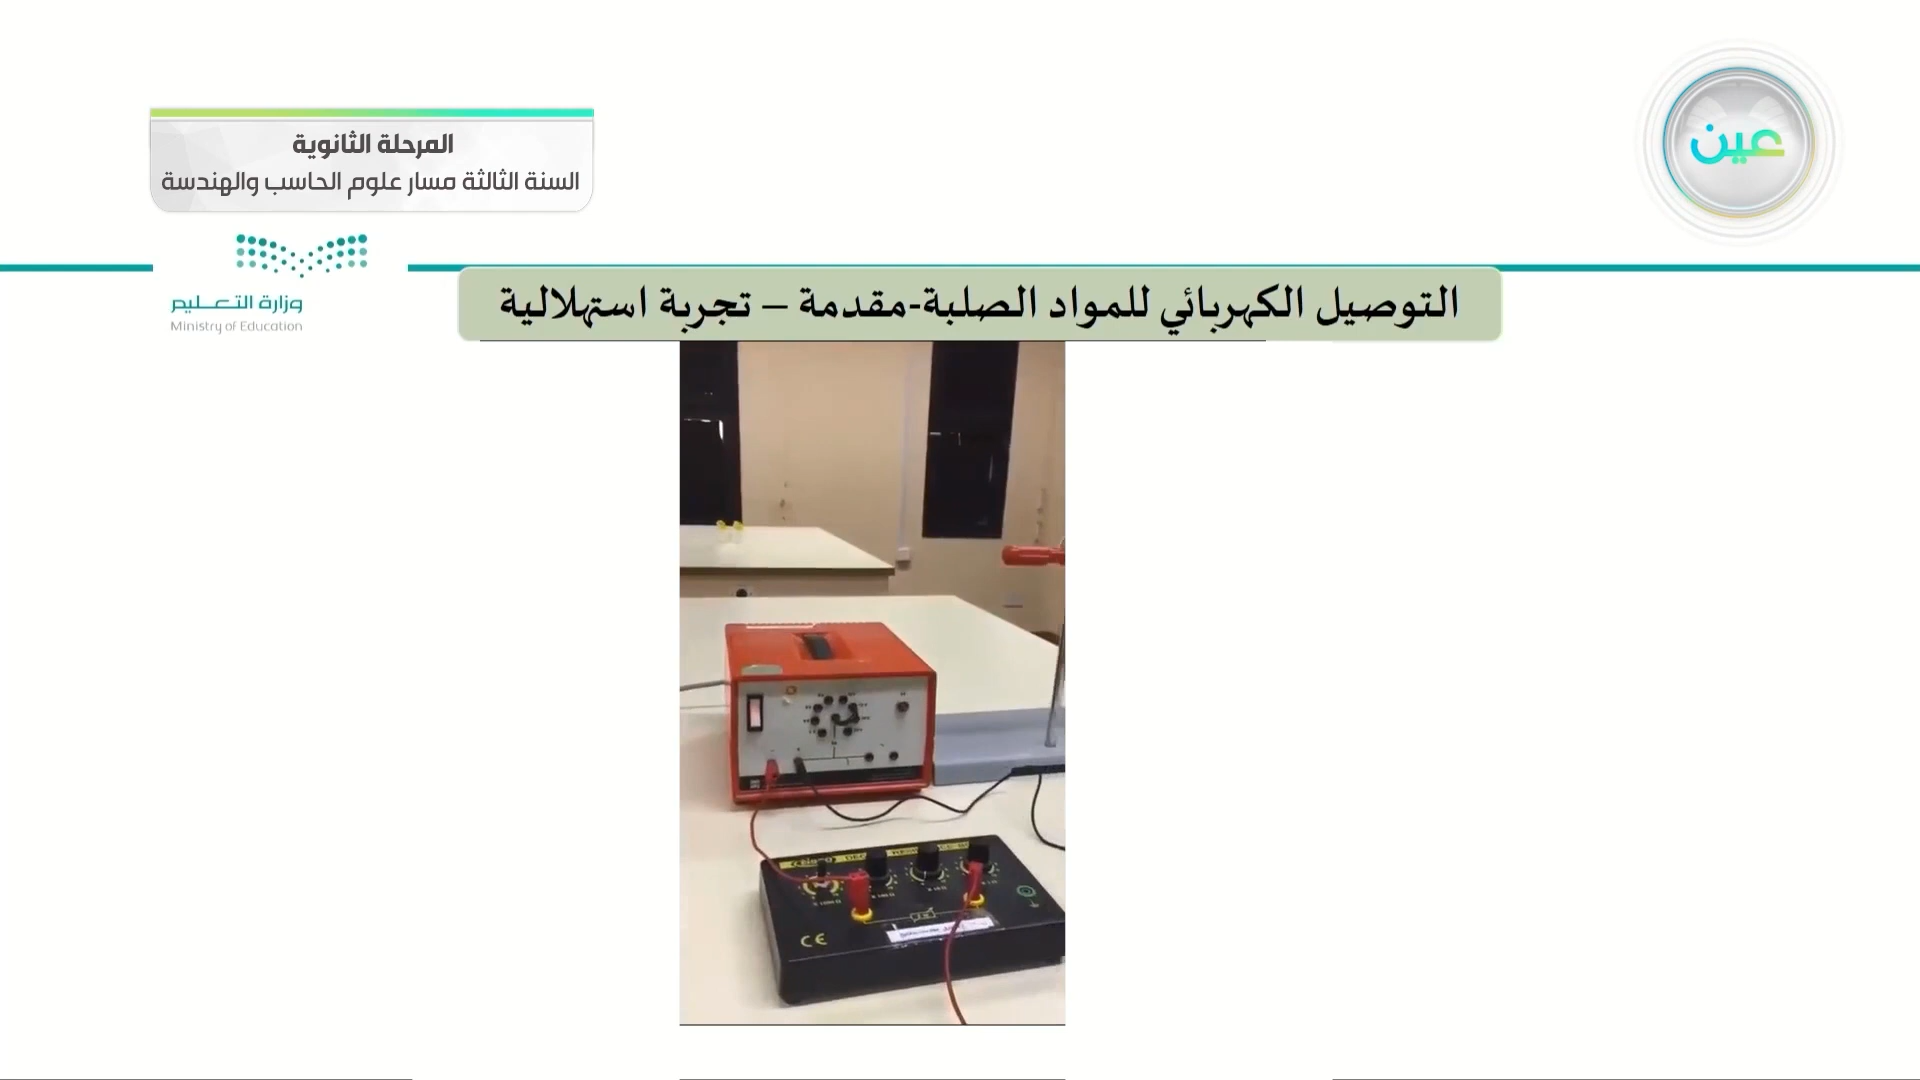 المرحلة الثانوية
السنة الثالثة مسار علوم الحاسب والهندسة
عين
وزارة التعـــليم
Ministry of Education
التوصيل الكهربائي للمواد الصلبة-مقدمة – تجربة استهلالية
CE